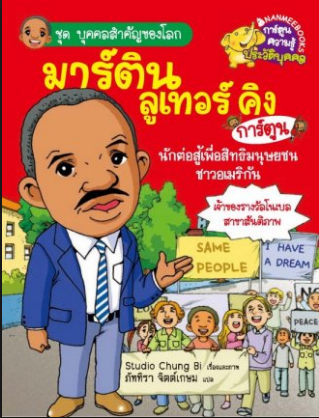 ชุด บุคคลสำคัญของโลก
NANMEEBOOKS
การ์ตูน
ความรู้
ประวัติบุคคล
มาร์ติน
ลูเทอร์ คิง
การ์ตูน
นักต่อสู้เพื่อสิทธิมนุษยชน
ชาวอเมริกัน
เจ้าของรางวัลโนเบล
สาขาสันติภาพ
SAME
PEOPLE
I HAVE
A DREAM
PEACE
Studio Chung Bi เรื่องและภาพ
ภัททิรา จิตต์เกษม แปล